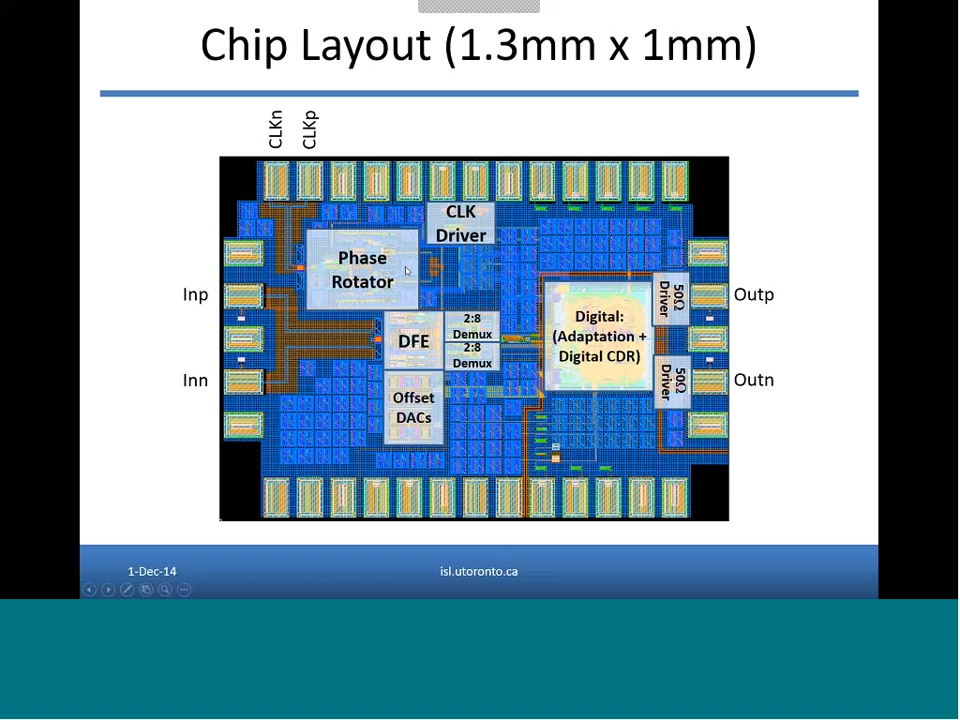 Chip Layout (1.3mm x 1mm)
CLKn
CLKp
CLK
Driver
Phase
Rotator
Inp
Outp
50Ω
Driver
2:8
Demux
DFE
2:8
Demux
Digital:
(Adaptation +
Digital CDR)
Inn
Outn
50Ω
Driver
Offset
DACs
1-Dec-14
isl.utoronto.ca